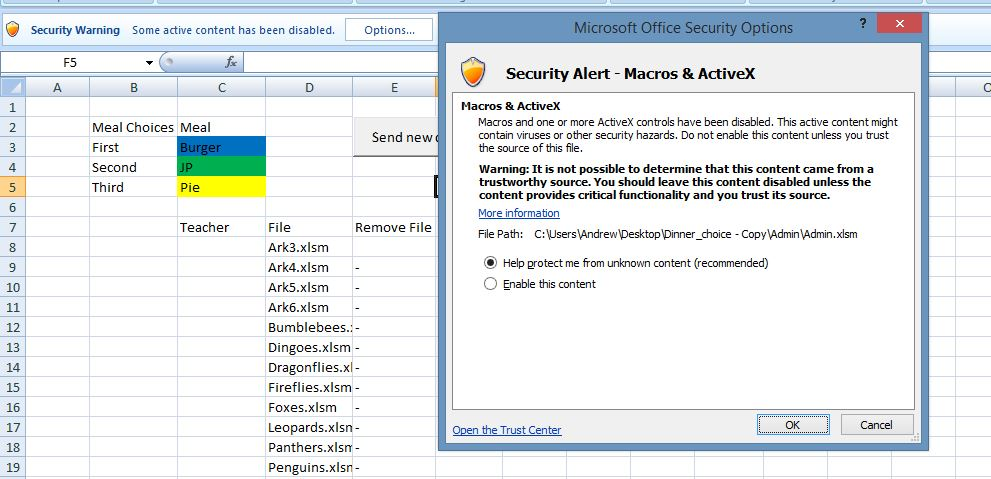 Security Warning Some active content has been disabled. Options...
F5 fx
A B C D E
1
2 Meal Choices Meal
3 First Burger Send new
4 Second JP
5 Third Pie
6
7 Teacher File Remove File
8 Ark3.xlsm
9 Ark4.xlsm -
10 Ark5.xlsm -
11 Ark6.xlsm -
12 Bumblebees. -
13 Dingoes.xlsm -
14 Dragonflies.xl -
15 Fireflies.xlsm -
16 Foxes.xlsm -
17 Leopards.xlsm -
18 Panthers.xlsm -
19 Penguins.xlsm -
Microsoft Office Security Options ?
Security Alert - Macros & ActiveX
Macros & ActiveX
Macros and one or more ActiveX controls have been disabled. This active content might
contain viruses or other security hazards. Do not enable this content unless you trust
the source of this file.
Warning: It is not possible to determine that this content came from a
trustworthy source. You should leave this content disabled unless the
content provides critical functionality and you trust its source.
More information
File Path: C:\Users\Andrew\Desktop\Dinner_choice - Copy\Admin\Admin.xlsm
Help protect me from unknown content (recommended)
Enable this content
Open the Trust Center OK Cancel